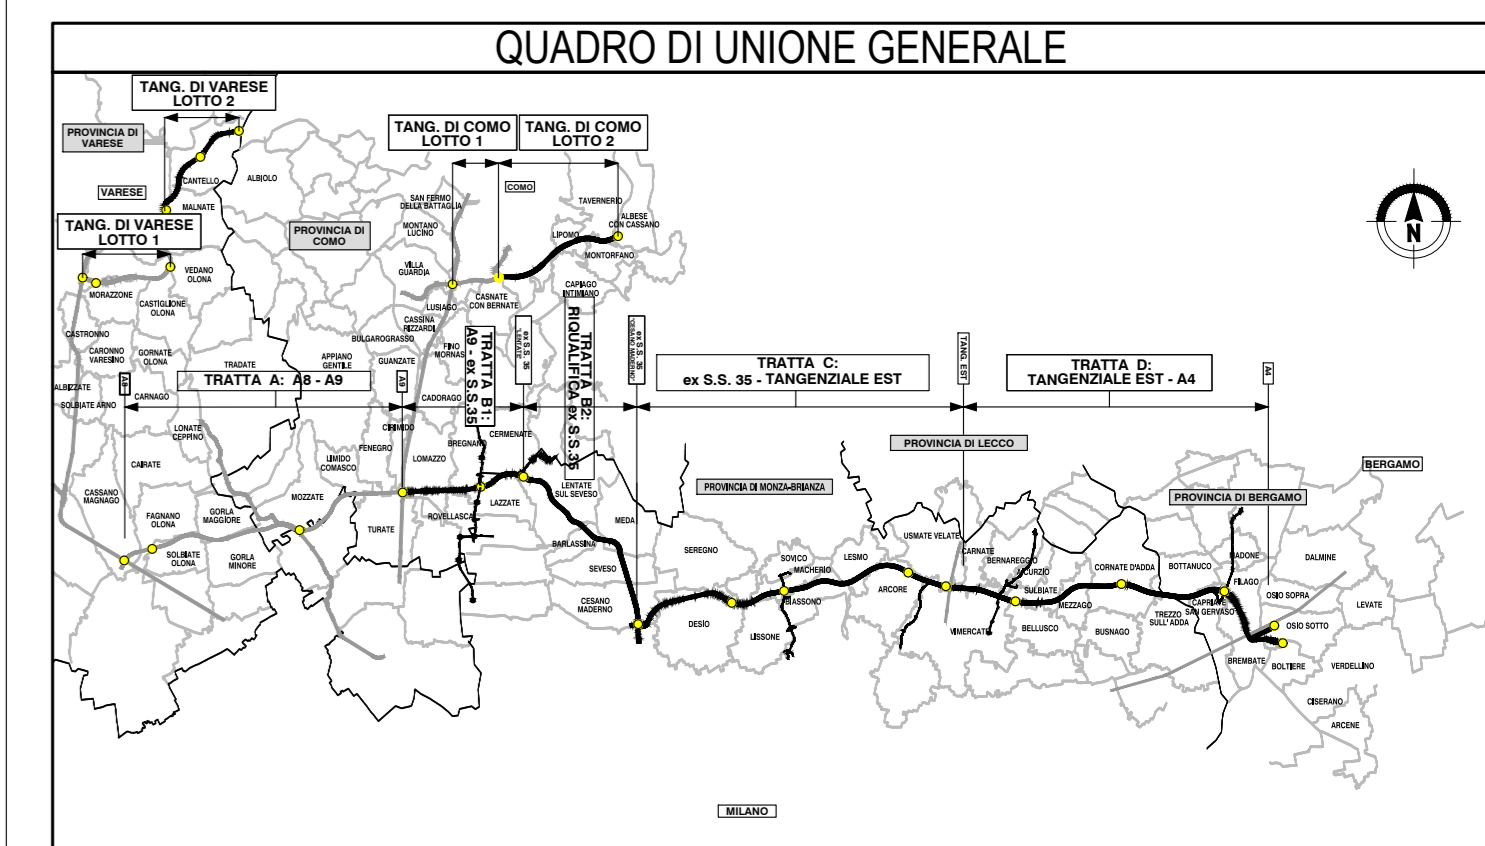 QUADRO DI UNIONE GENERALE
TANG. DI VARESE
LOTTO 2
PROVINCIA DI
VARESE
CANTELLO
ALBIOLO
VARESE
MALNATE
TANG. DI VARESE
LOTTO 1
VEDANO
OLONA
MORAZZONE
CASTIGLIONE
OLONA
PROVINCIA DI
COMO
TANG. DI COMO
LOTTO 1
TANG. DI COMO
LOTTO 2
COMO
SAN FERMO
DELLA BATTAGLIA
MONTANO
LUCINO
VILLA
GUARDIA
TAVERNERIO
ALBESE
CON CASSANO
LIPOMO
MONTORFANO
CAPIAGO
INTIMIANO
CASNATE
CON BERNATE
LUISAGO
CASSINA
RIZZARDI
BULGAROGRASSO
FINO
MORNAS
GUANZATE
APPIANO
GENTILE
CASTRONNO
CARONNO
VARESINO
GORNATE
OLONA
TRADATE
ALBIZZATE
SOLBIATE ARNO
CARNAGO
A8
TRATTA A: A8 - A9
A9
CADORAGO
TRATTA B1:
A9 - ex S.S.35
ex S.S. 35
"LENTATE"
TRATTA B2:
RIQUALIFICA ex S.S.35
ex S.S. 35
"CESANO MADERNO"
TRATTA C:
ex S.S. 35 - TANGENZIALE EST
TANG. EST
TRATTA D:
TANGENZIALE EST - A4
A4
LONATE
CEPPINO
CIRIMIDO
FENEGRO
LOMAZZO
BREGNANO
CERMENATE
CAIRATE
LIMIDO
COMASCO
CASSANO
MAGNAGO
MOZZATE
LAZZATE
LENTATE
SUL SEVESO
FAGNANO
OLONA
GORLA
MAGGIORE
TURATE
ROVELLASCA
SOLBIATE
OLONA
GORLA
MINORE
MEDA
BARLASSINA
SEVESO
CESANO
MADERNO
PROVINCIA DI LECCO
PROVINCIA DI MONZA-BRIANZA
BERGAMO
PROVINCIA DI BERGAMO
SEREGNO
SOVICO
MACHERIO
LESMO
USMATE VELATE
CARNATE
BERNAREGGIO
AICURZIO
CORNATE D'ADDA
BOTTANUCO
MADONE
DALMINE
FILAGO
OSIO SOPRA
DESIO
LISSONE
BIASSONO
ARCORE
SULBIATE
MEZZAGO
VIMERCATE
BELLUSCO
BUSNAGO
TREZZO
SULL'ADDA
CAPRIATE
SAN GERVASO
LEVATE
OSIO SOTTO
BREMBATE
BOLTIERE
VERDELLINO
CISERANO
ARCENE
MILANO
N